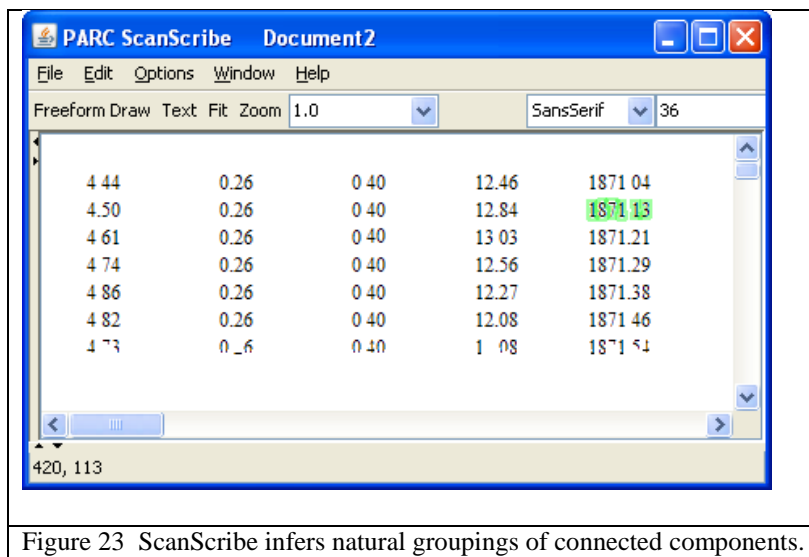 PARC ScanScribe Document2
File Edit Options Window Help
Freeform Draw Text Fit Zoom 1.0 SansSerif 36
4 44 0.26 0 40 12.46 1871 04
4.50 0.26 0 40 12.84 1871 13
4 61 0.26 0 40 13 03 1871.21
4 74 0.26 0 40 12.56 1871.29
4 86 0.26 0 40 12.27 1871.38
4 82 0.26 0 40 12.08 1871 46
4 73 0 40
420, 113
Figure 23 ScanScribe infers natural groupings of connected components.